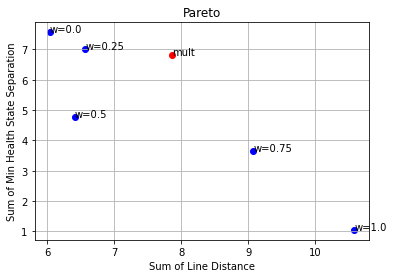 Pareto
w=0.0
w=0.25
mult
w=0.5
w=0.75
w=1.0
7
6
5
4
3
2
1
Sum of Min Health State Separation
6 7 8 9 10
Sum of Line Distance